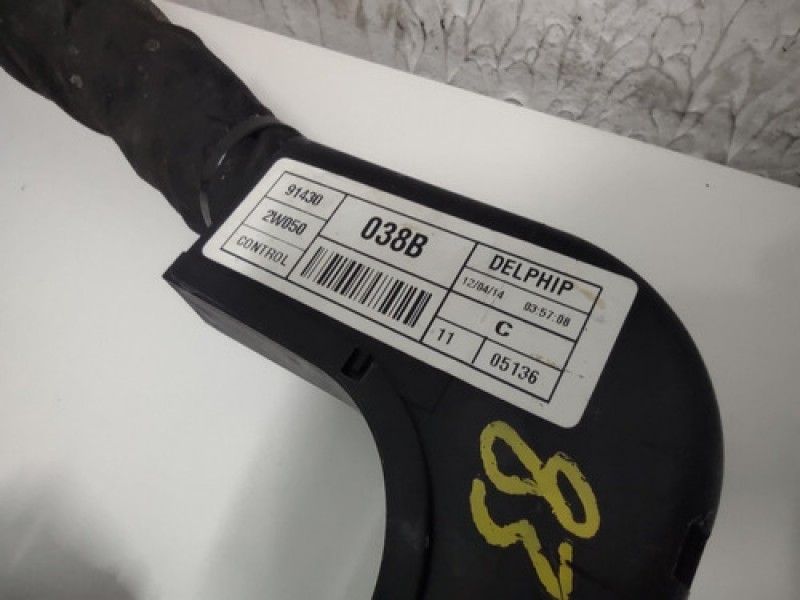 91430
2W050
CONTROL
038B
DELPHIP
12/04/14 03:57:08
C
11 05136